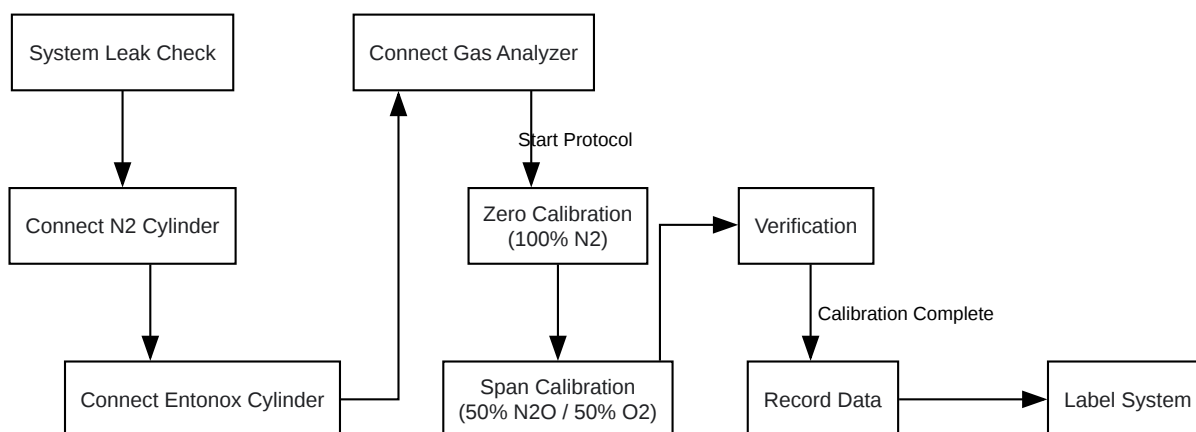 System Leak Check
Connect N2 Cylinder
Connect Entonox Cylinder
Connect Gas Analyzer
Start Protocol
Zero Calibration
(100% N2)
Span Calibration
(50% N2O / 50% O2)
Verification
Calibration Complete
Record Data
Label System